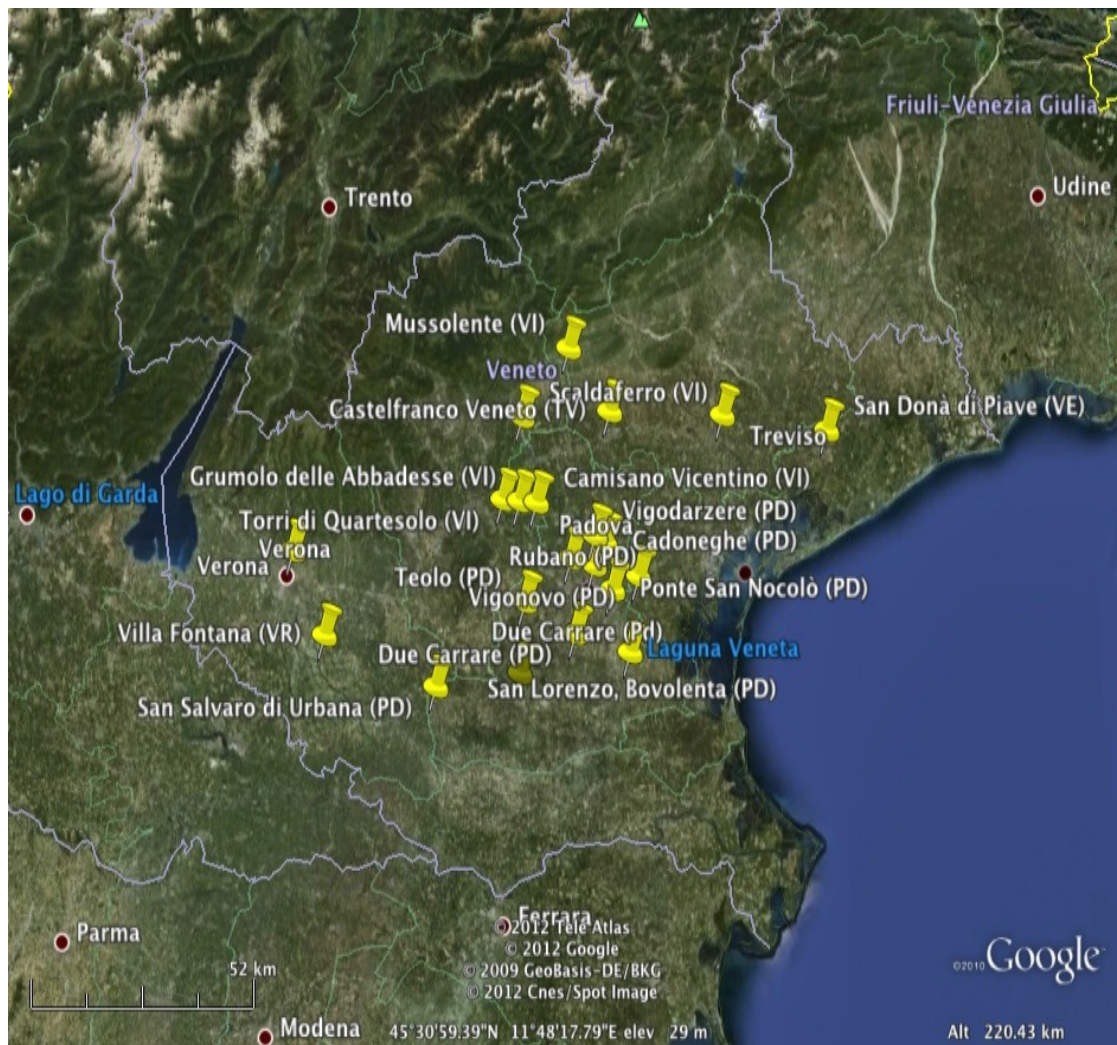 Friuli-Venezia Giulia
Udine
Trento
Mussolente (VI)
Veneto
Scaldaferro (VI)
Castelfranco Veneto (TV)
San Donà di Piave (VE)
Treviso
Grumolo delle Abbadesse (VI)
Camisano Vicentino (VI)
Lago di Garda
Vigodarzere (PD)
Torri di Quartesolo (VI)
Padova
Cadoneghe (PD)
Verona
Rubano (PD)
Verona
Teolo (PD)
Ponte San Nocolò (PD)
Vigonovo (PD)
Villa Fontana (VR)
Due Carrare (Pd)
Laguna Veneta
Due Carrare (PD)
San Lorenzo, Bovolenta (PD)
San Salvaro di Urbana (PD)
Ferrara
Parma
© 2012 Tele Atlas
© 2012 Google
© 2009 GeoBasis-DE/BKG
© 2012 Cnes/Spot Image
©2010 Google
52 km
Modena
45°30'59.39"N 11°48'17.79"E elev 29 m
Alt 220.43 km